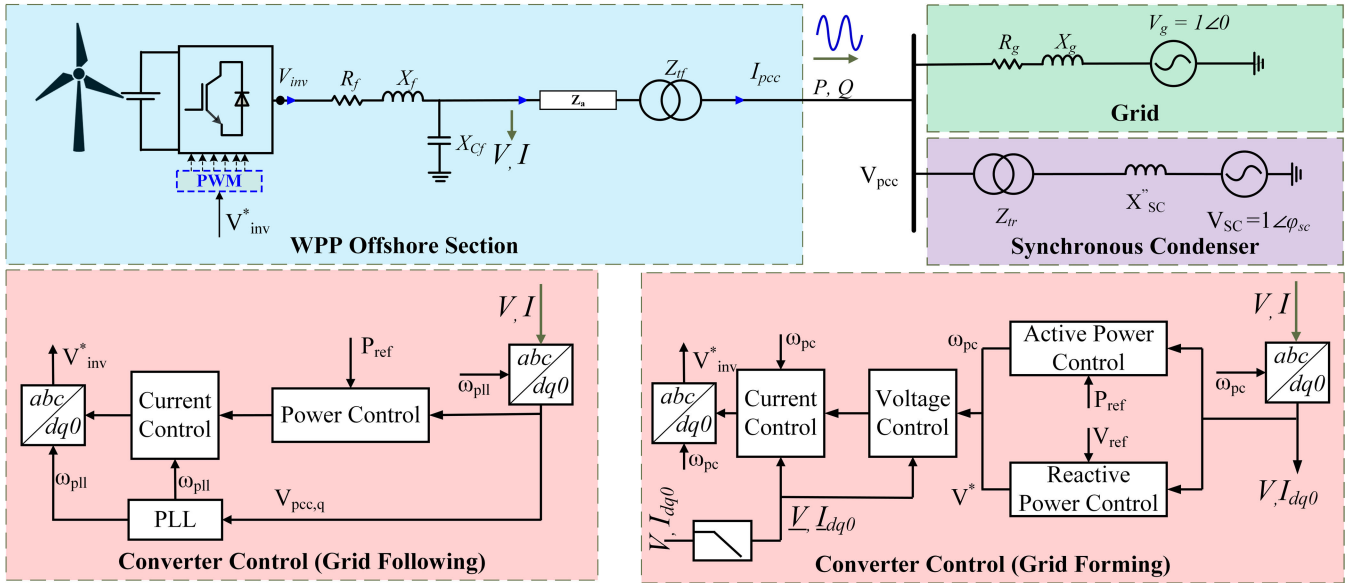 V_inv
R_f
X_f
X_Cf
V, I
Z_a
Z_tf
I_pcc
P, Q
PWM
V*_inv
WPP Offshore Section
V_pcc
V_g = 1∠0
R_g
X_g
Grid
Z_tr
X"_SC
V_SC =1∠φ_sc
Synchronous Condenser
V, I
V*_inv
P_ref
abc
dq0
ω_pll
abc
dq0
Current
Control
Power Control
ω_pll
ω_pll
V_pcc,q
PLL
Converter Control (Grid Following)
V, I
ω_pc
V*_inv
ω_pc
Active Power
Control
abc
dq0
ω_pc
abc
dq0
Current
Control
Voltage
Control
P_ref
V_ref
ω_pc
V*
Reactive
Power Control
V,I_dq0
V, I_dq0
V, I_dq0
Converter Control (Grid Forming)